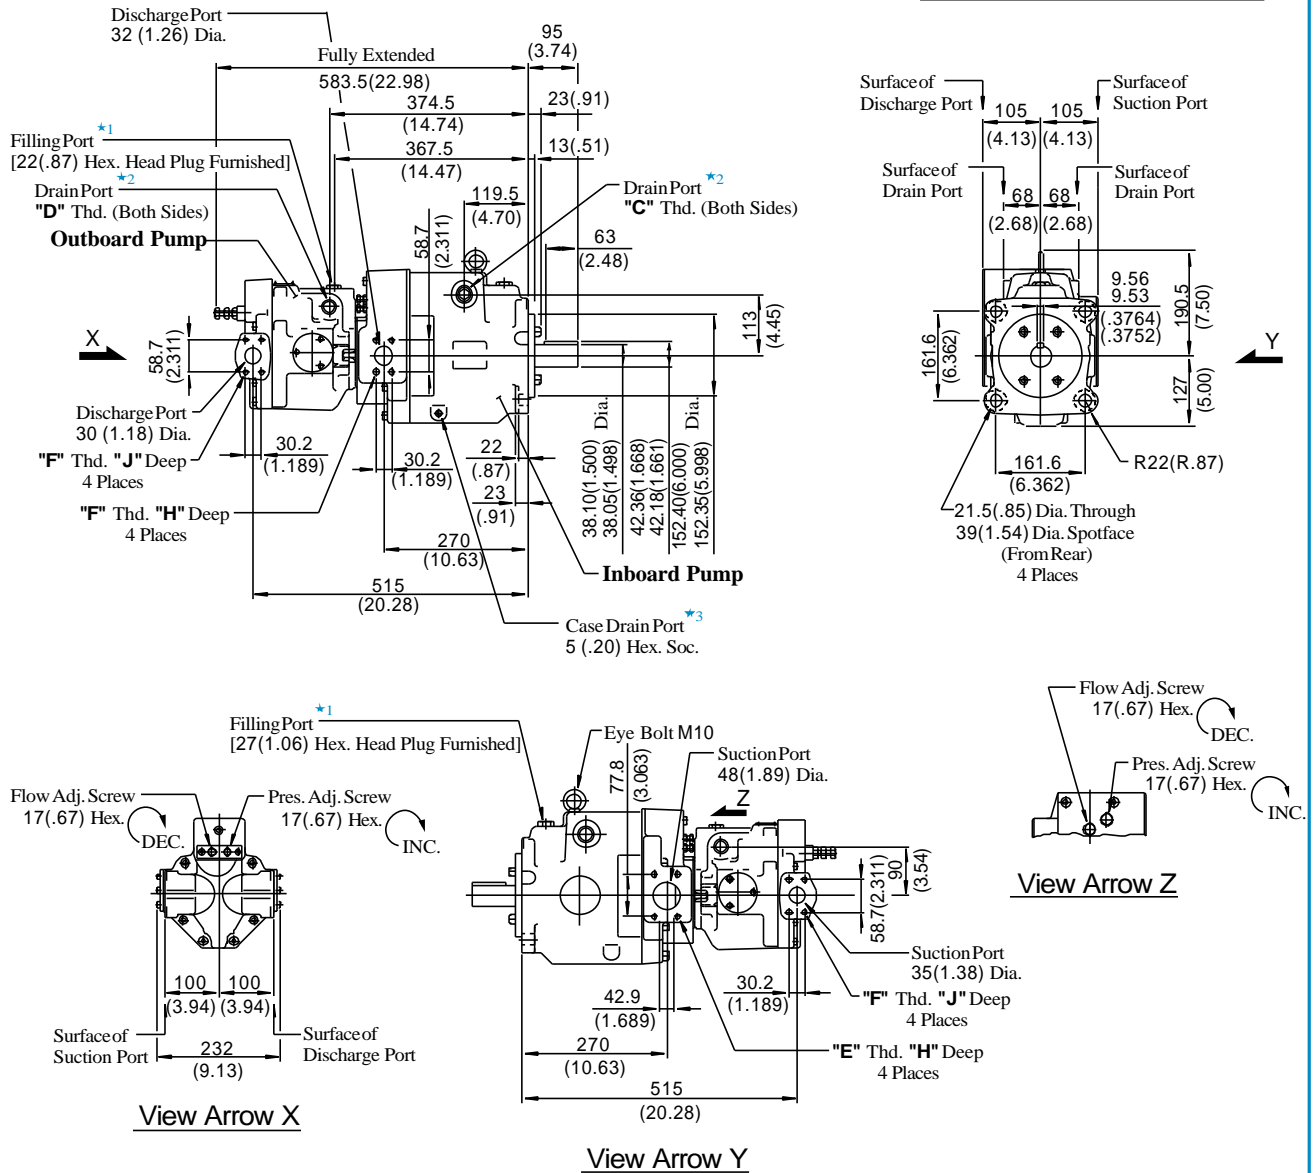 Discharge Port
32 (1.26) Dia.
Fully Extended
583.5(22.98)
95
(3.74)
374.5
(14.74)
23(.91)
Filling Port ★1
[22(.87) Hex. Head Plug Furnished]
367.5
(14.47)
13(.51)
Drain Port ★2
"D" Thd. (Both Sides)
Outboard Pump
119.5
(4.70)
Drain Port ★2
"C" Thd. (Both Sides)
58.7
(2.311)
63
(2.48)
113
(4.45)
X
58.7
(2.311)
Discharge Port
30 (1.18) Dia.
"F" Thd. "J" Deep
4 Places
30.2
(1.189)
30.2
(1.189)
22
(.87)
23
(.91)
"F" Thd. "H" Deep
4 Places
38.10(1.500) Dia.
38.05(1.498)
42.36(1.668)
42.18(1.661)
152.40(6.000) Dia.
152.35(5.998)
270
(10.63)
Inboard Pump
515
(20.28)
Case Drain Port ★3
5 (.20) Hex. Soc.
Surface of
Discharge Port
Surface of
Suction Port
105
(4.13)
105
(4.13)
Surface of
Drain Port
Surface of
Drain Port
68
(2.68)
68
(2.68)
9.56
9.53
(.3764)
(.3752)
190.5
(7.50)
161.6
(6.362)
Y
127
(5.00)
161.6
(6.362)
R22(R.87)
21.5(.85) Dia. Through
39(1.54) Dia. Spotface
(From Rear)
4 Places
Flow Adj. Screw
17(.67) Hex.
DEC.
Pres. Adj. Screw
17(.67) Hex.
INC.
View Arrow Z
Flow Adj. Screw
17(.67) Hex.
DEC.
Pres. Adj. Screw
17(.67) Hex.
INC.
100
(3.94)
100
(3.94)
Surface of
Suction Port
Surface of
Discharge Port
232
(9.13)
View Arrow X
Filling Port ★1
[27(1.06) Hex. Head Plug Furnished]
Eye Bolt M10
77.8
(3.063)
Suction Port
48(1.89) Dia.
Z
58.7(2.311)
90
(3.54)
Suction Port
35(1.38) Dia.
42.9
(1.689)
30.2
(1.189)
"F" Thd. "J" Deep
4 Places
270
(10.63)
"E" Thd. "H" Deep
4 Places
515
(20.28)
View Arrow Y